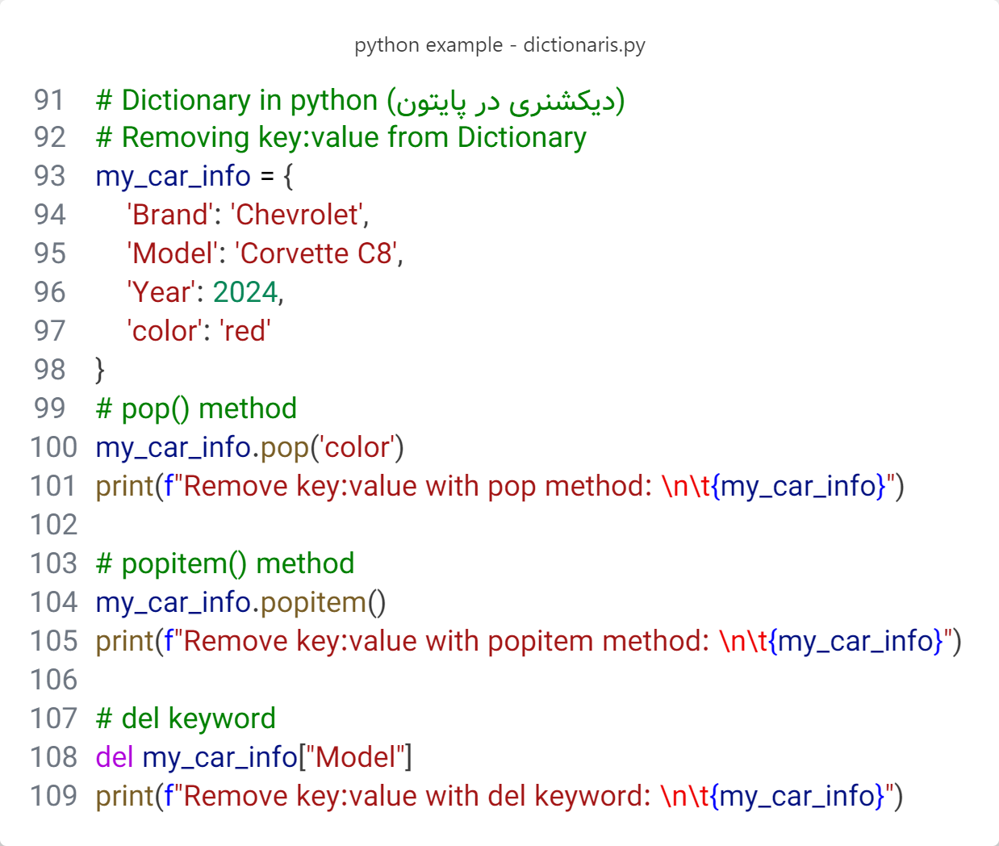 python example - dictionaris.py
91 # Dictionary in python (دیکشنری در پایتون)
92 # Removing key:value from Dictionary
93 my_car_info = {
94     'Brand': 'Chevrolet',
95     'Model': 'Corvette C8',
96     'Year': 2024,
97     'color': 'red'
98 }
99 # pop() method
100 my_car_info.pop('color')
101 print(f"Remove key:value with pop method: \n\t{my_car_info}")
102
103 # popitem() method
104 my_car_info.popitem()
105 print(f"Remove key:value with popitem method: \n\t{my_car_info}")
106
107 # del keyword
108 del my_car_info["Model"]
109 print(f"Remove key:value with del keyword: \n\t{my_car_info}")